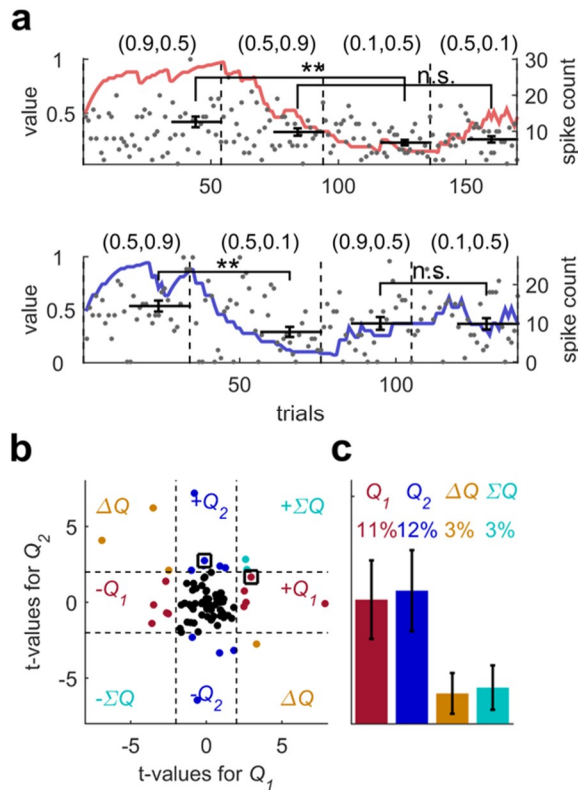 a
(0.9,0.5) (0.5,0.9) (0.1,0.5) (0.5,0.1)
1 30
** n.s.
value 0.5 20 spike count
10
0
50 100 150
(0.5,0.9) (0.5,0.1) (0.9,0.5) (0.1,0.5)
1
** n.s. 20
value 0.5 10 spike count
0 0
50 100
trials
b c
ΔQ +Q2 +ΣQ
5
-Q1 0 +Q1
-5 -ΣQ -Q2 ΔQ
t-values for Q2
-5 0 5
t-values for Q1
Q1 Q2 ΔQ ΣQ
11% 12% 3% 3%